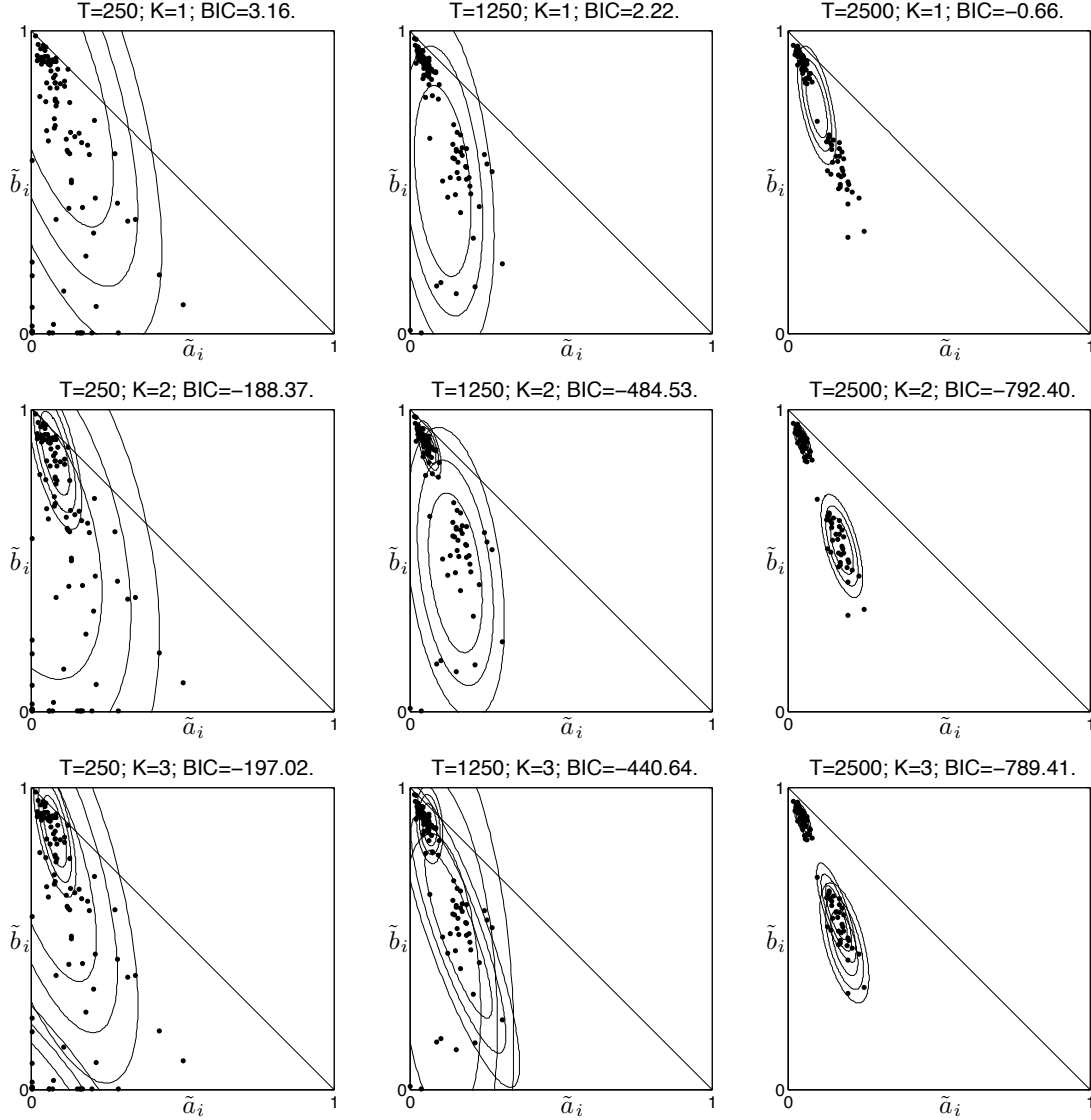 T=250; K=1; BIC=3.16.
T=1250; K=1; BIC=2.22.
T=2500; K=1; BIC=−0.66.
1
1
1
b̃ᵢ
b̃ᵢ
b̃ᵢ
0
0
0
0 ãᵢ 1
0 ãᵢ 1
0 ãᵢ 1
T=250; K=2; BIC=−188.37.
T=1250; K=2; BIC=−484.53.
T=2500; K=2; BIC=−792.40.
1
1
1
b̃ᵢ
b̃ᵢ
b̃ᵢ
0
0
0
0 ãᵢ 1
0 ãᵢ 1
0 ãᵢ 1
T=250; K=3; BIC=−197.02.
T=1250; K=3; BIC=−440.64.
T=2500; K=3; BIC=−789.41.
1
1
1
b̃ᵢ
b̃ᵢ
b̃ᵢ
0
0
0
0 ãᵢ 1
0 ãᵢ 1
0 ãᵢ 1